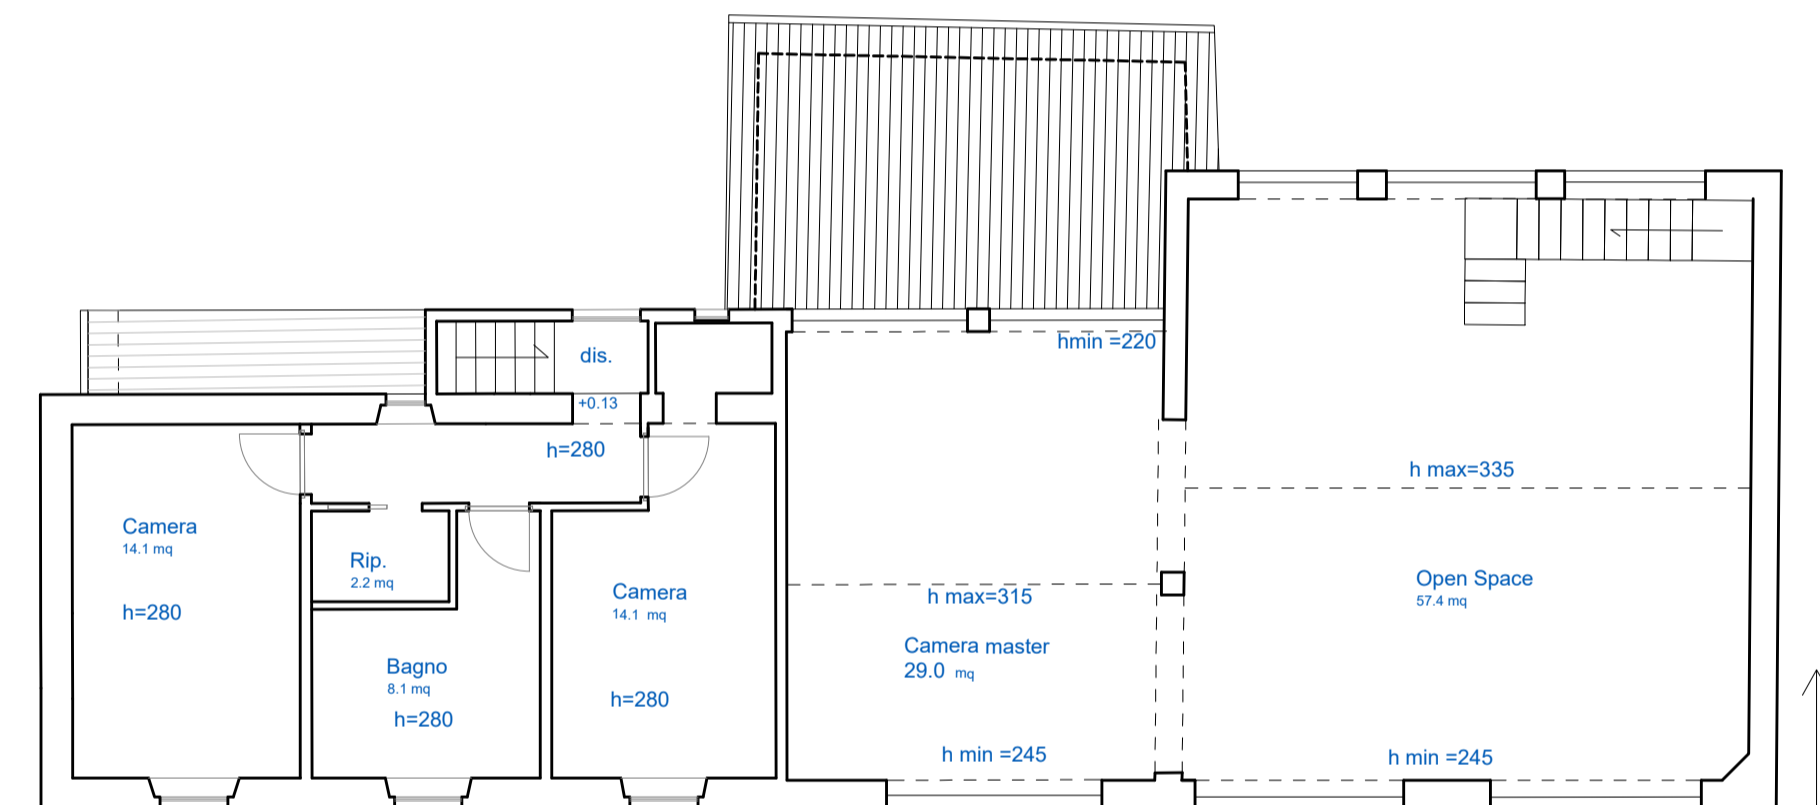 hmin =220
dis.
+0.13
h=280
h max=335
Camera
14.1 mq
h=280
Rip.
2.2 mq
Bagno
8.1 mq
h=280
Camera
14.1 mq
h=280
h max=315
Camera master
29.0 mq
h min =245
Open Space
57.4 mq
h min =245